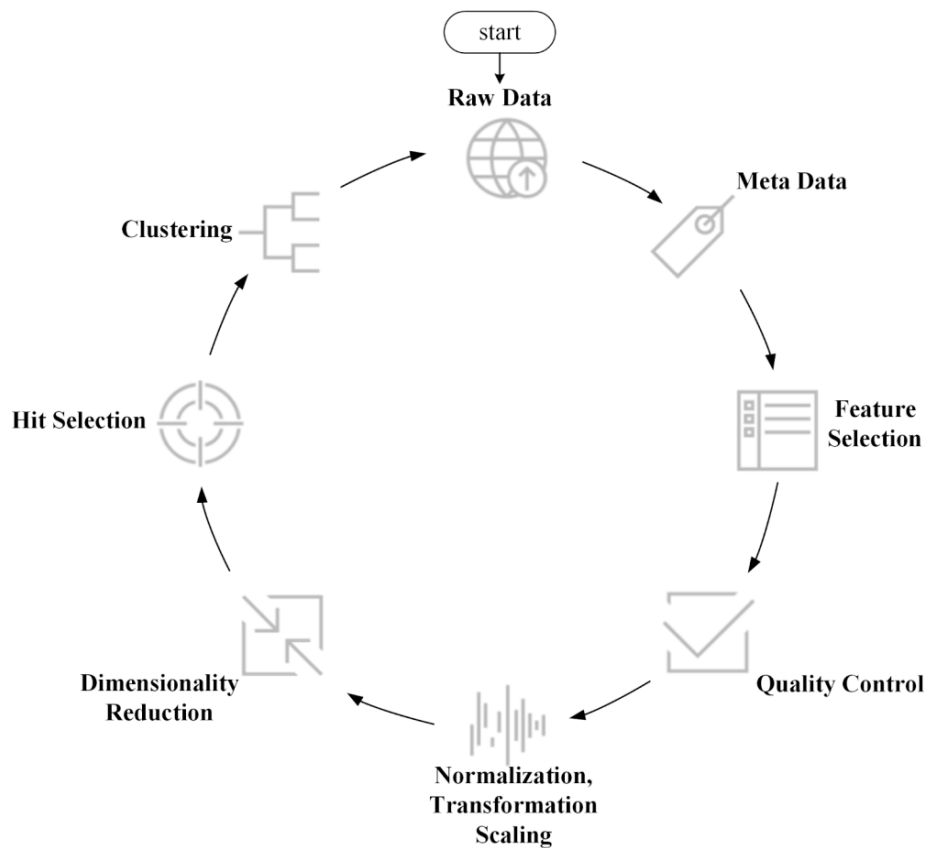 start
Raw Data
Meta Data
Feature
Selection
Quality Control
Normalization,
Transformation
Scaling
Dimensionality
Reduction
Hit Selection
Clustering